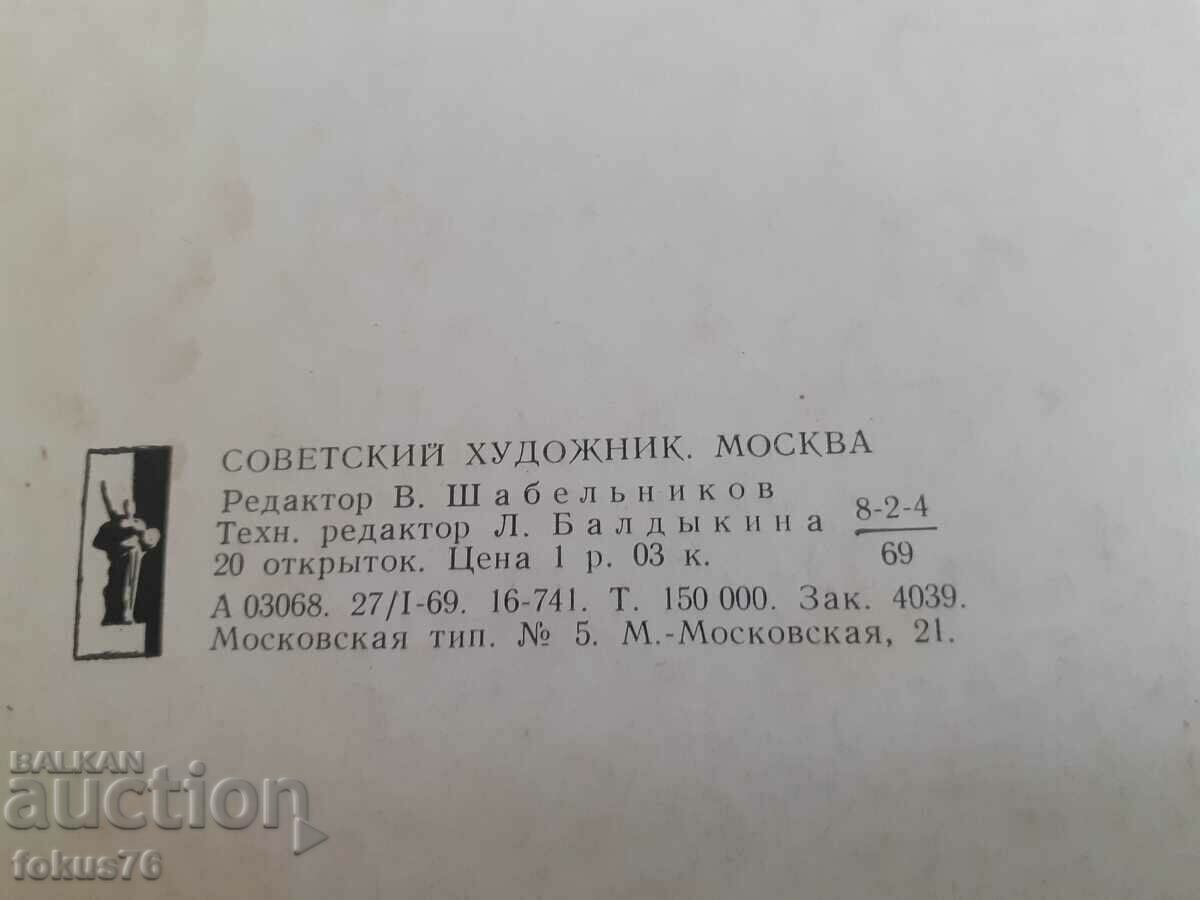 СОВЕТСКИЙ ХУДОЖНИК. МОСКВА
Редактор В. Шабельников
Техн. редактор Л. Балдыкина
20 открыток. Цена 1 р. 03 к.
8-2-4
69
А 03068. 27/I-69. 16-741. Т. 150 000. Зак. 4039.
Московская тип. № 5. М.-Московская, 21.
BALKAN
auction
fokus76